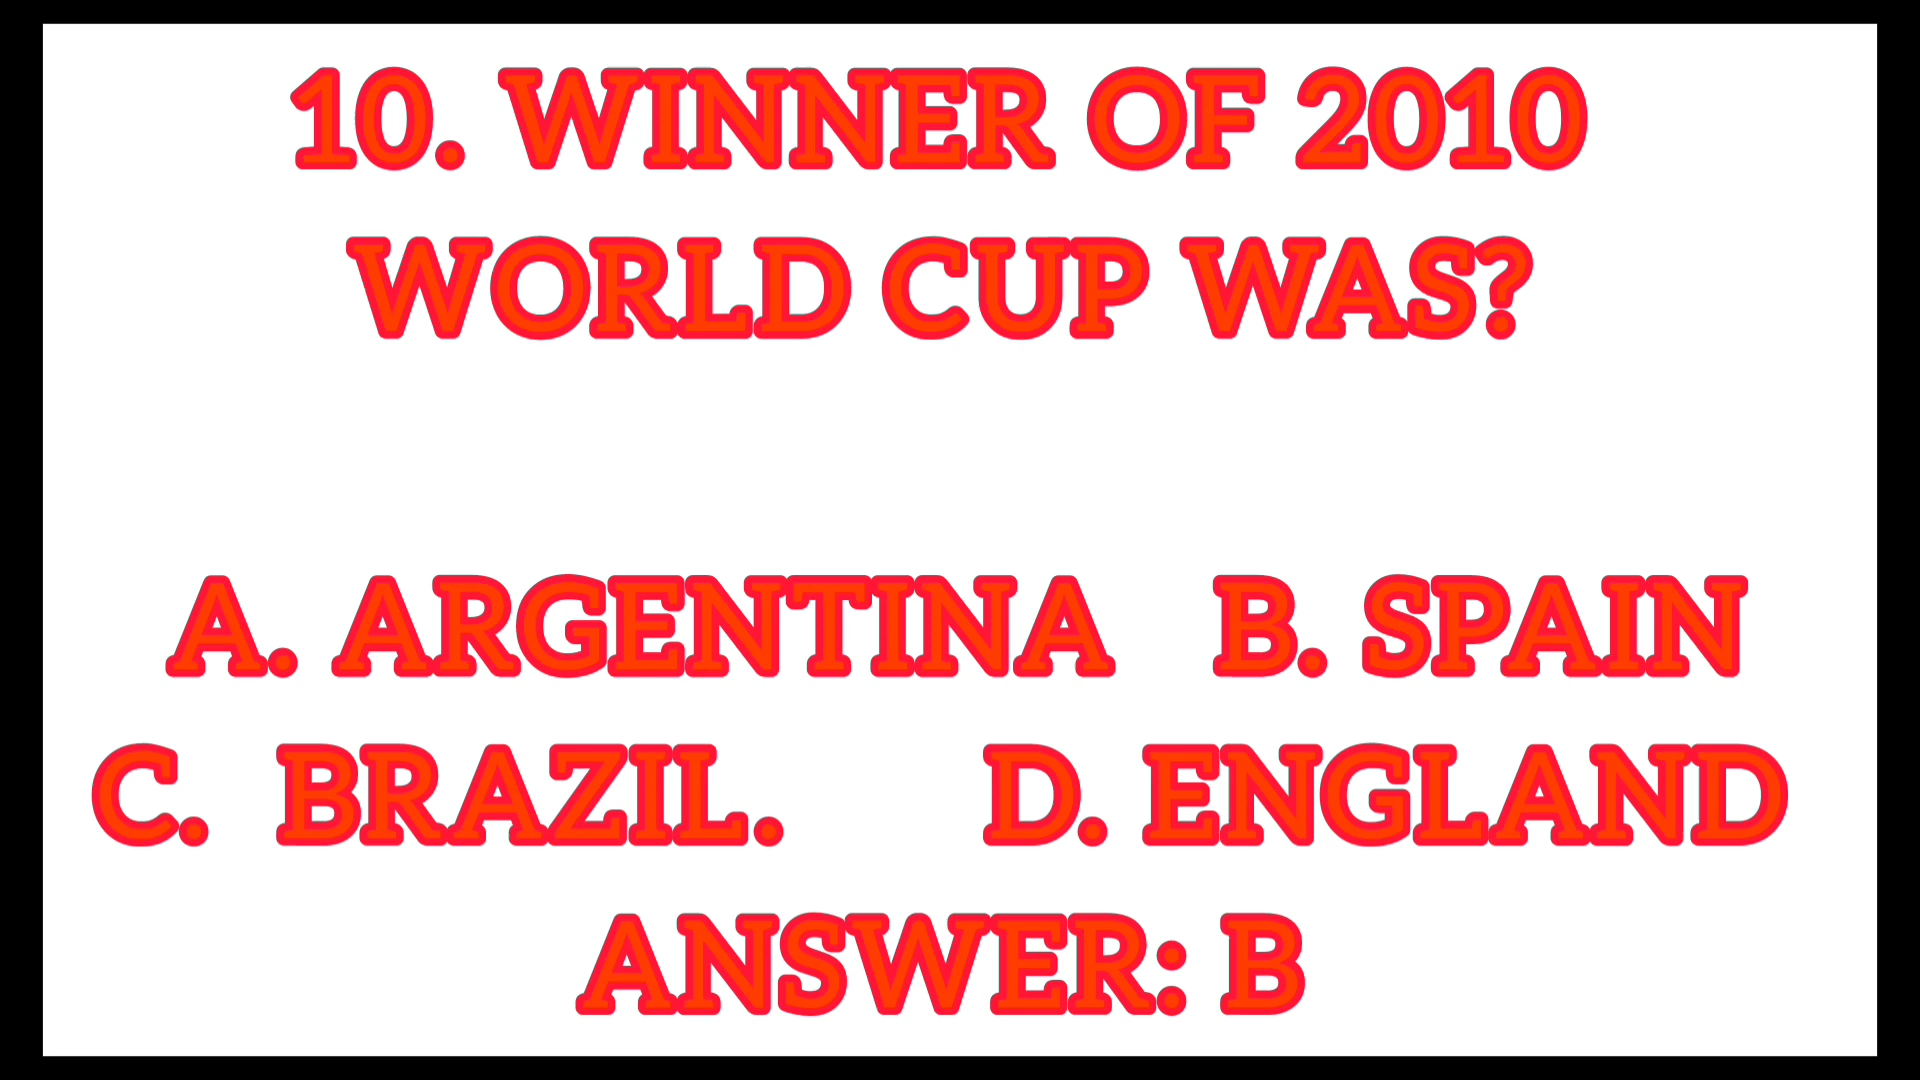 10. WINNER OF 2010
WORLD CUP WAS?
A. ARGENTINA B. SPAIN
C. BRAZIL. D. ENGLAND
ANSWER: B